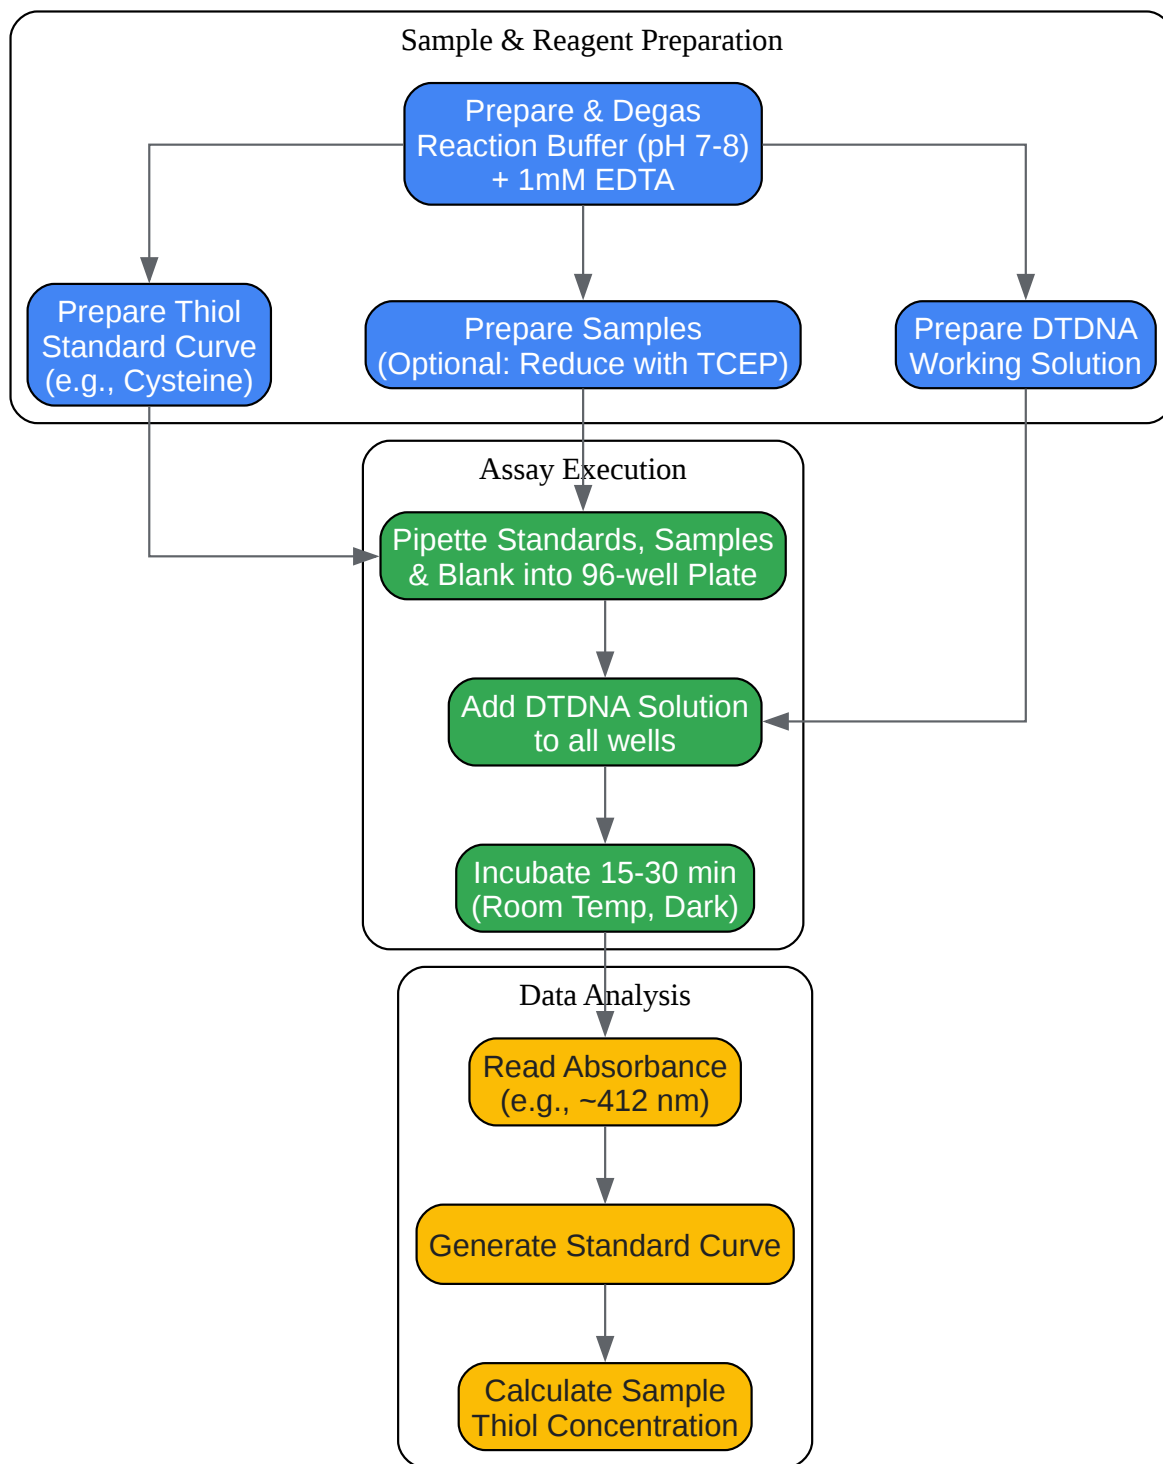 Sample & Reagent Preparation
Prepare & Degas
Reaction Buffer (pH 7-8)
+ 1mM EDTA
Prepare Thiol
Standard Curve
(e.g., Cysteine)
Prepare Samples
(Optional: Reduce with TCEP)
Prepare DTDNA
Working Solution
Assay Execution
Pipette Standards, Samples
& Blank into 96-well Plate
Add DTDNA Solution
to all wells
Incubate 15-30 min
(Room Temp, Dark)
Data Analysis
Read Absorbance
(e.g., ~412 nm)
Generate Standard Curve
Calculate Sample
Thiol Concentration